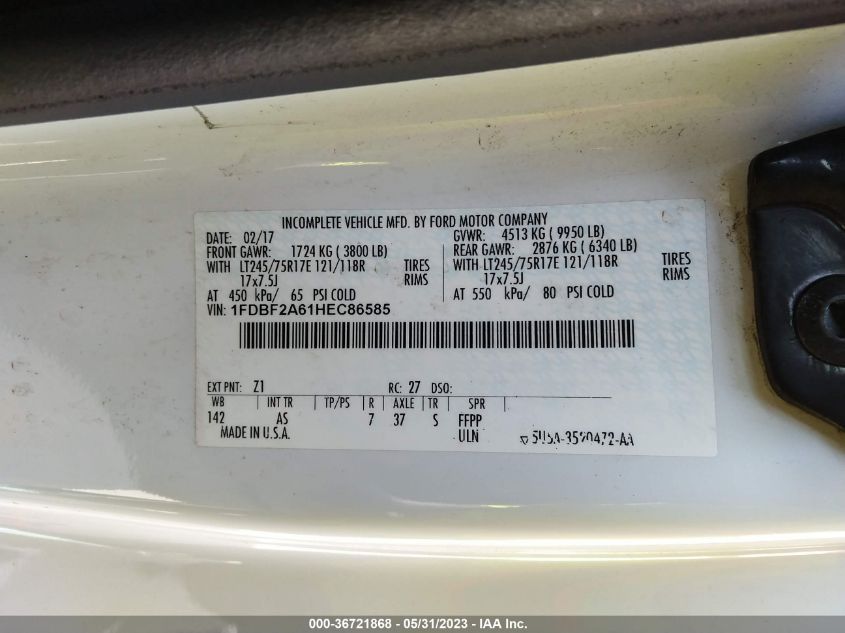 INCOMPLETE VEHICLE MFD. BY FORD MOTOR COMPANY
DATE: 02/17 GVWR: 4513 KG ( 9950 LB)
FRONT GAWR: 1724 KG ( 3800 LB) REAR GAWR: 2876 KG ( 6340 LB)
WITH LT245/75R17E 121/118R TIRES WITH LT245/75R17E 121/118R TIRES
17x7.5J RIMS 17x7.5J RIMS
AT 450 kPa/ 65 PSI COLD AT 550 kPa/ 80 PSI COLD
VIN: 1FDBF2A61HEC86585
EXT PNT: Z1 RC: 27 DSO:
WB INT TR TP/PS R AXLE TR SPR
142 AS 7 37 S FFPP
MADE IN U.S.A. ULN
000-36721868 - 05/31/2023 - IAA Inc.